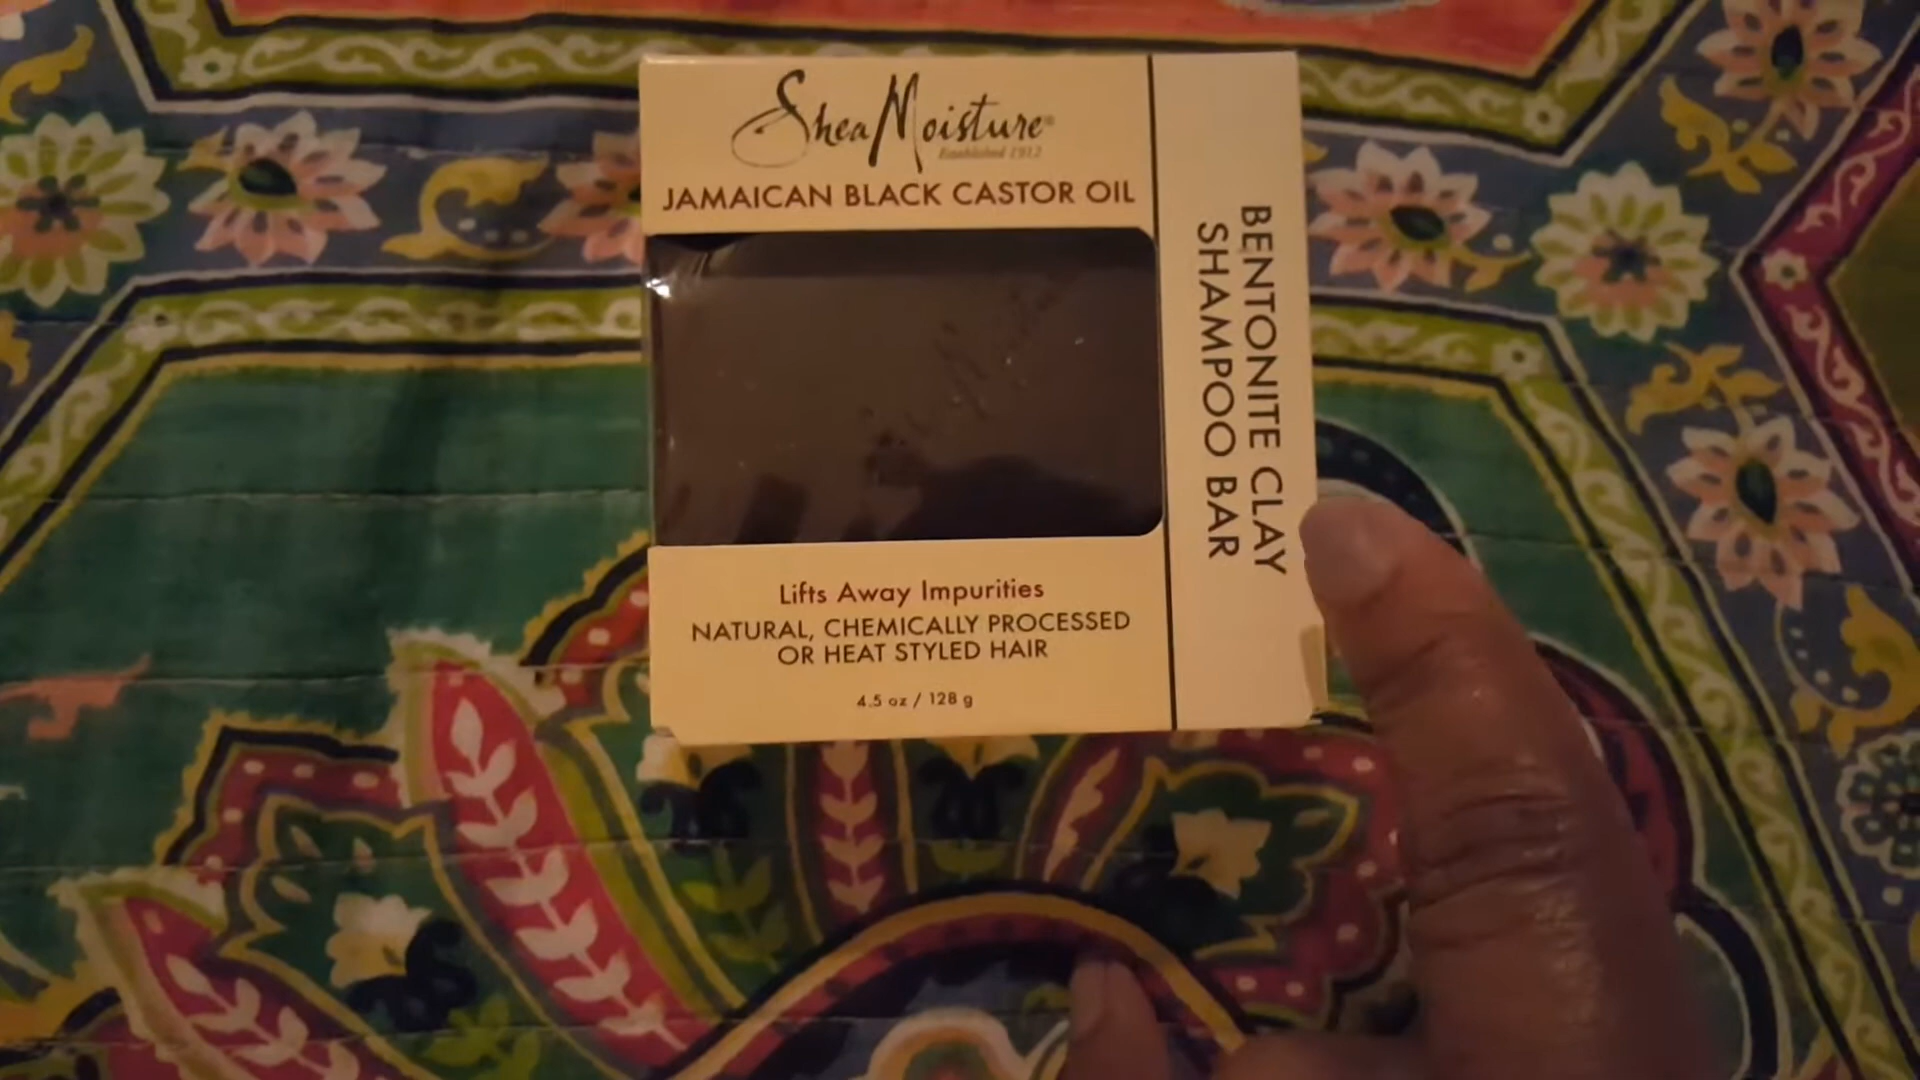 SheaMoisture®
Established 1912
JAMAICAN BLACK CASTOR OIL
Lifts Away Impurities
NATURAL, CHEMICALLY PROCESSED
OR HEAT STYLED HAIR
4.5 oz / 128 g
BENTONITE CLAY
SHAMPOO BAR